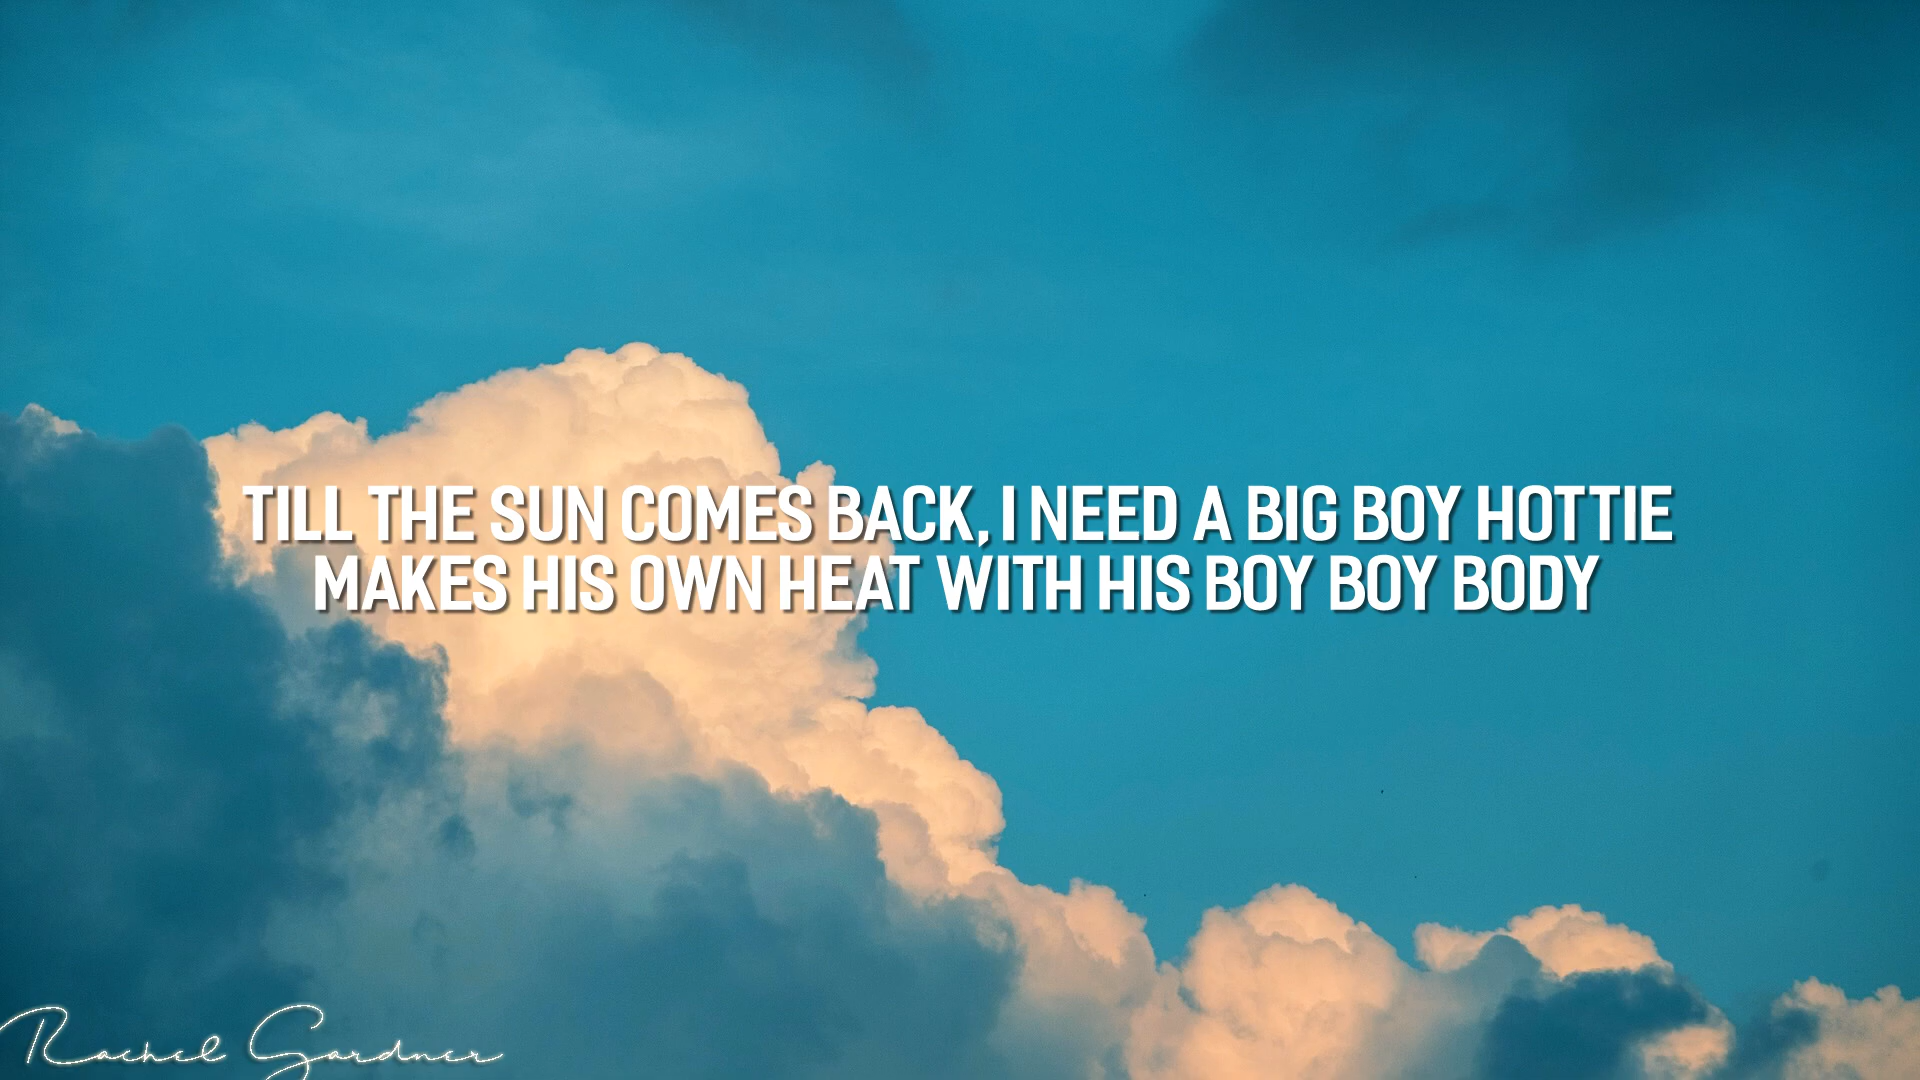 TILL THE SUN COMES BACK, I NEED A BIG BOY HOTTIE
MAKES HIS OWN HEAT WITH HIS BOY BOY BODY
Rachel Gardner